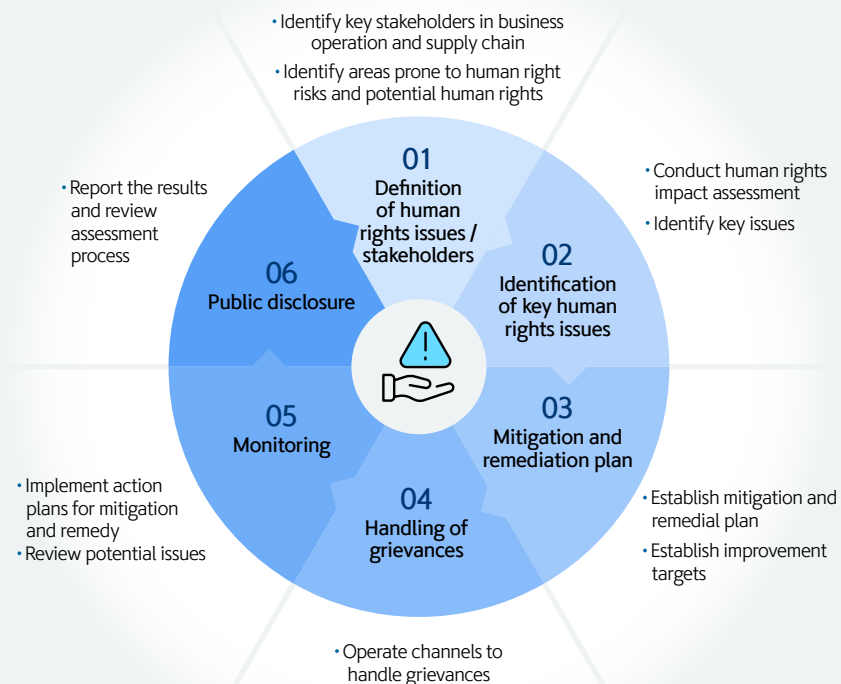 • Identify key stakeholders in business
operation and supply chain
• Identify areas prone to human right
risks and potential human rights
01
Definition
of human
rights issues /
stakeholders
• Conduct human rights
impact assessment
• Identify key issues
02
Identification
of key human
rights issues
03
Mitigation and
remediation plan
• Establish mitigation and
remedial plan
• Establish improvement
targets
04
Handling of
grievances
• Operate channels to
handle grievances
05
Monitoring
• Implement action
plans for mitigation
and remedy
• Review potential issues
06
Public disclosure
• Report the results
and review
assessment
process